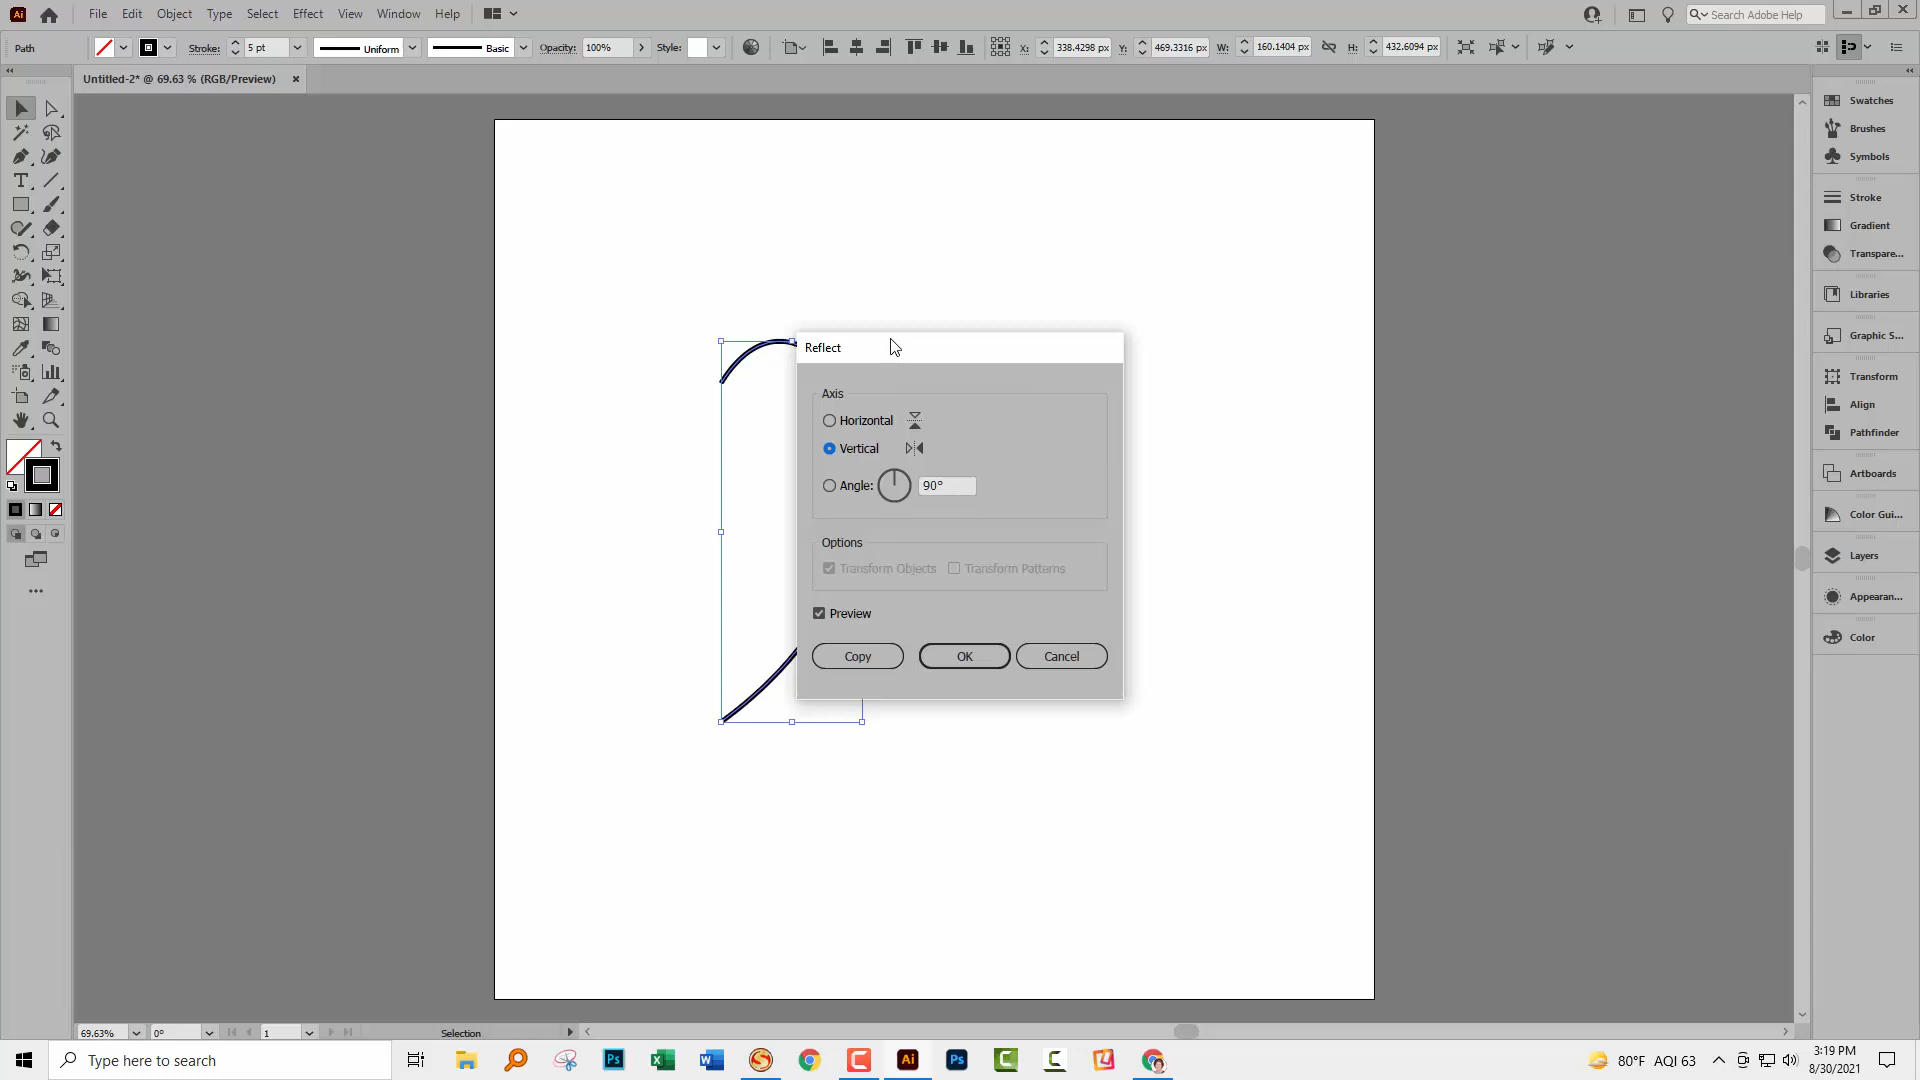 Ai File Edit Object Type Select Effect View Window Help Search Adobe Help
Path Stroke: 5 pt Uniform Basic Opacity: 100% Style: X: 338.4298 px Y: 469.3316 px W: 160.1404 px H: 432.6094 px
Untitled-2* @ 69.63 % (RGB/Preview) ×
Swatches
Brushes
Symbols
Stroke
Gradient
Transpare...
Libraries
Graphic S...
Transform
Align
Pathfinder
Artboards
Color Gui...
Layers
Appearan...
Color
Reflect
Axis
Horizontal
Vertical
Angle: 90°
Options
Transform Objects Transform Patterns
Preview
Copy OK Cancel
69.63% 0° 1 Selection
Type here to search Ps Ai Ps 80°F AQI 63 3:19 PM
8/30/2021